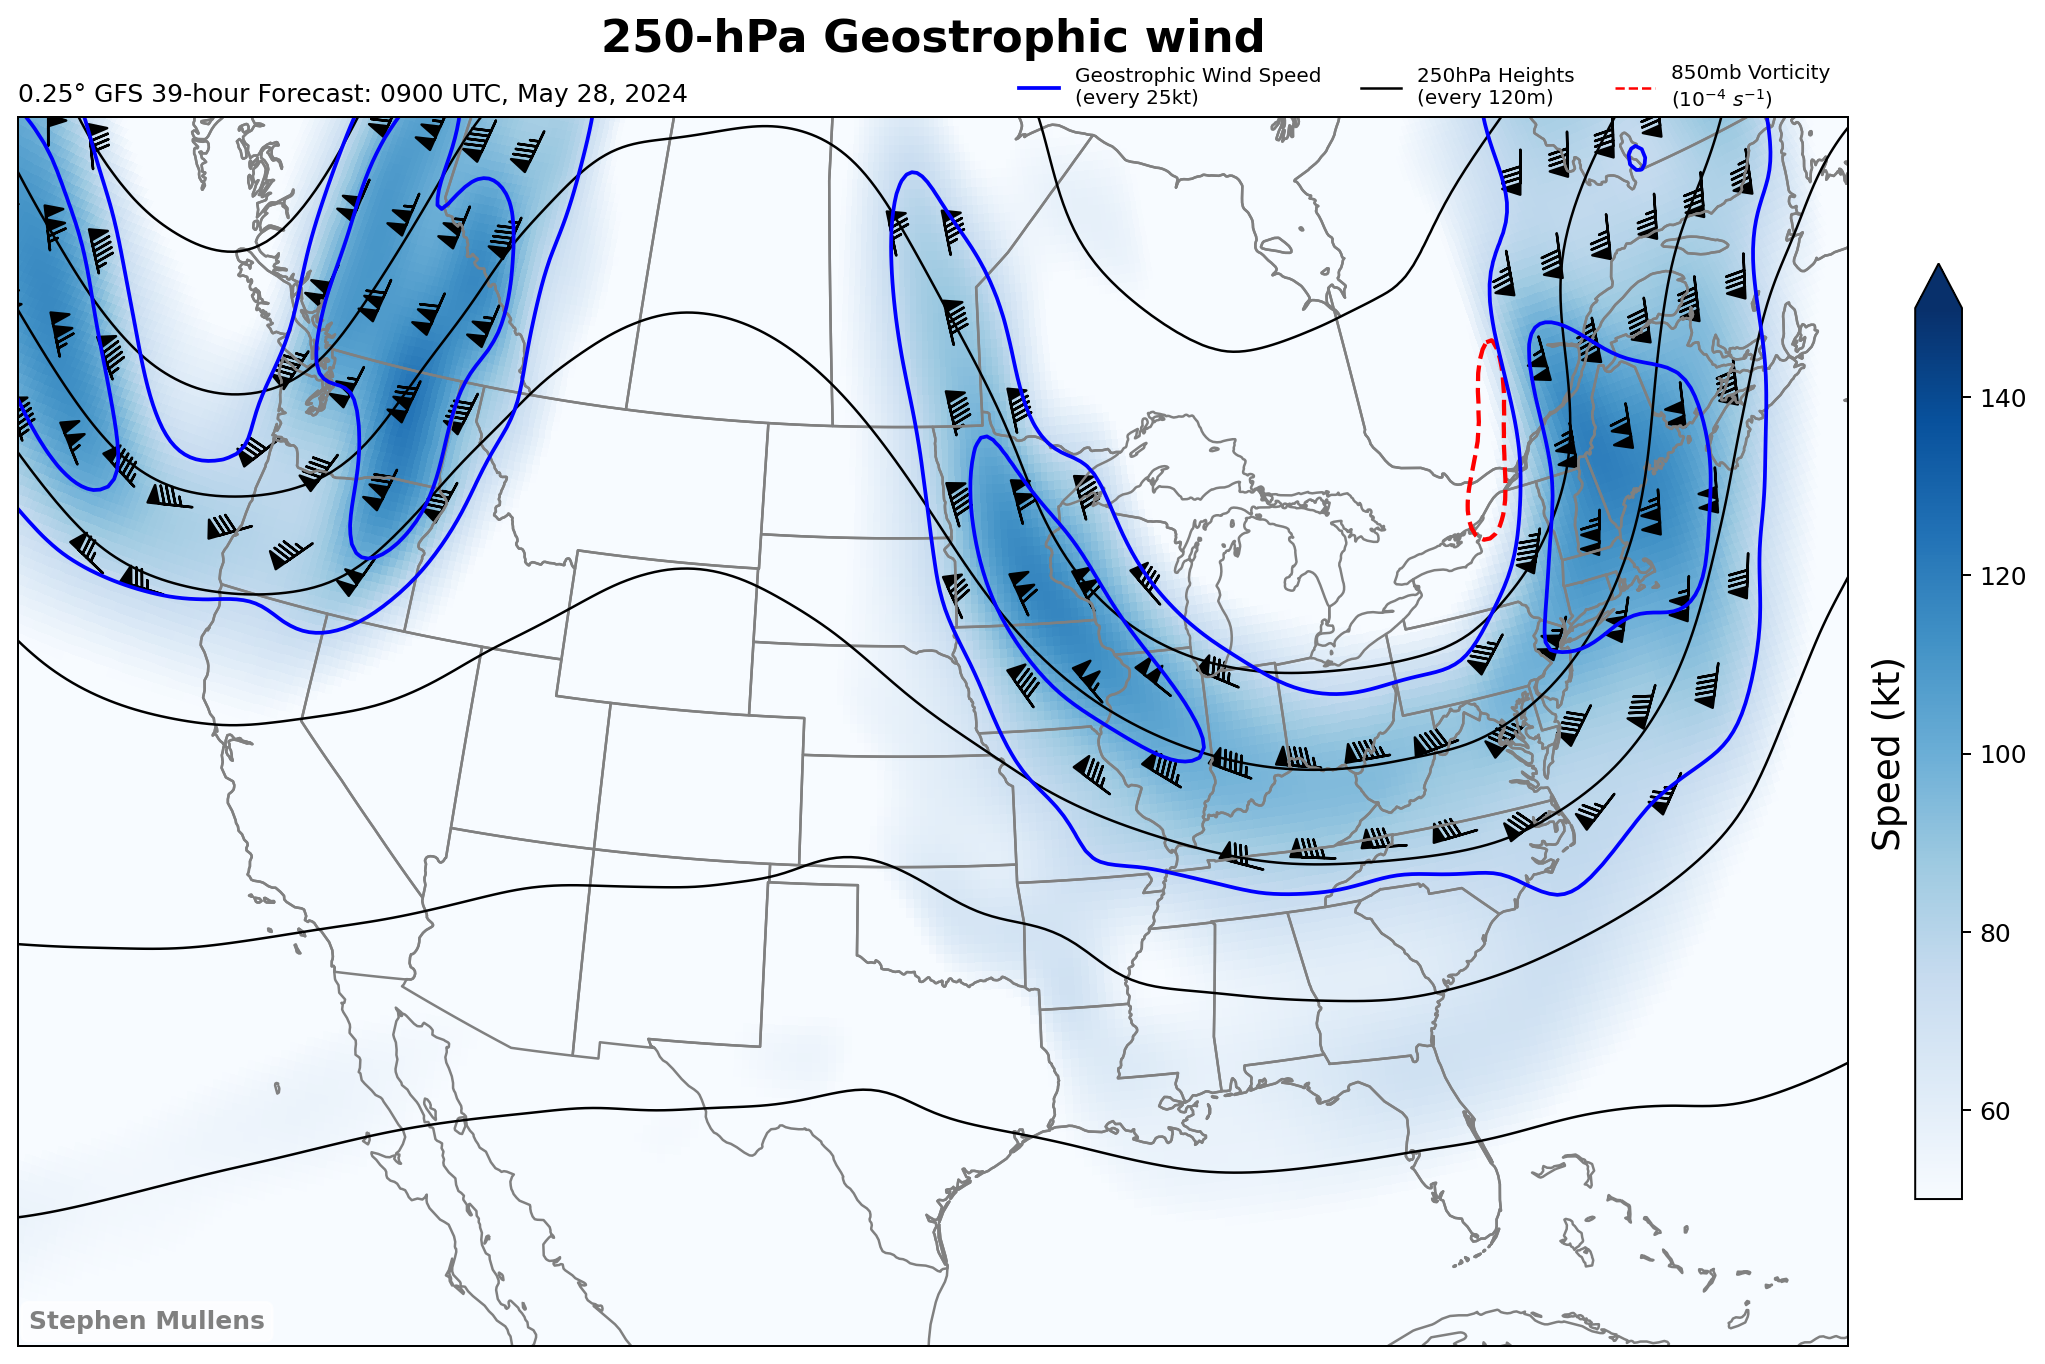 250-hPa Geostrophic wind
0.25° GFS 39-hour Forecast: 0900 UTC, May 28, 2024
Geostrophic Wind Speed
(every 25kt)
250hPa Heights
(every 120m)
850mb Vorticity
(10⁻⁴ s⁻¹)
140
120
100
80
60
Speed (kt)
Stephen Mullens